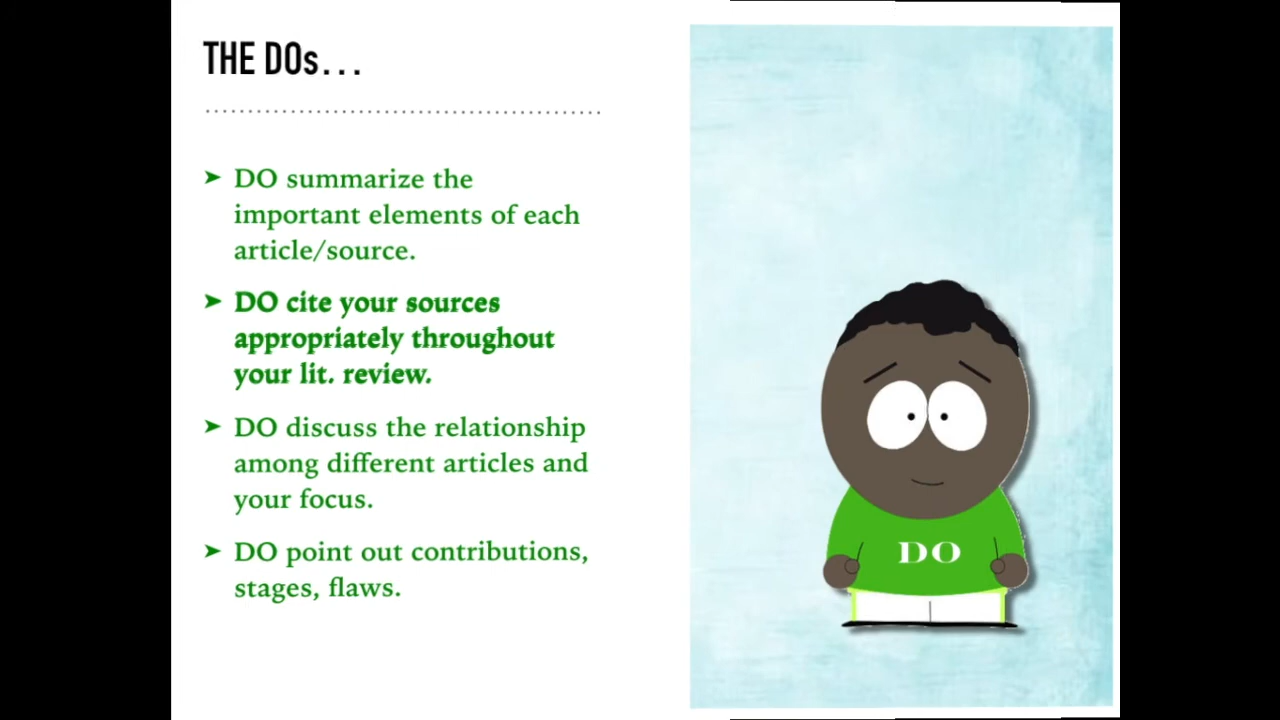 THE DOs...
➤ DO summarize the
important elements of each
article/source.
➤ DO cite your sources
appropriately throughout
your lit. review.
➤ DO discuss the relationship
among different articles and
your focus.
➤ DO point out contributions,
stages, flaws.
DO